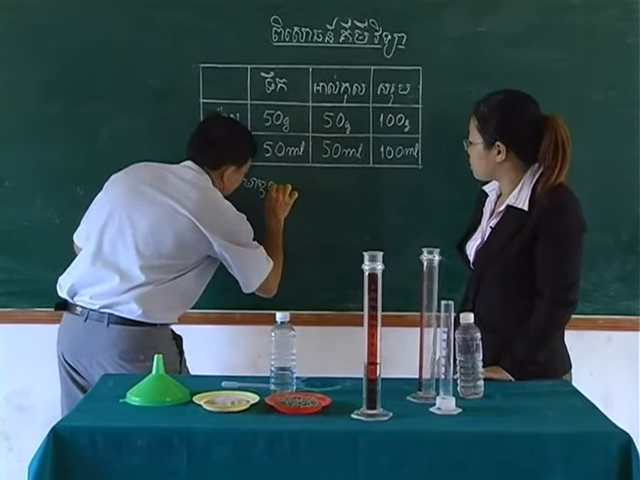 ពិសោធន៍គីមីវិទ្យា
ទឹក អាល់កុល សរុប
50g 50g 100g
50ml 50ml 100ml